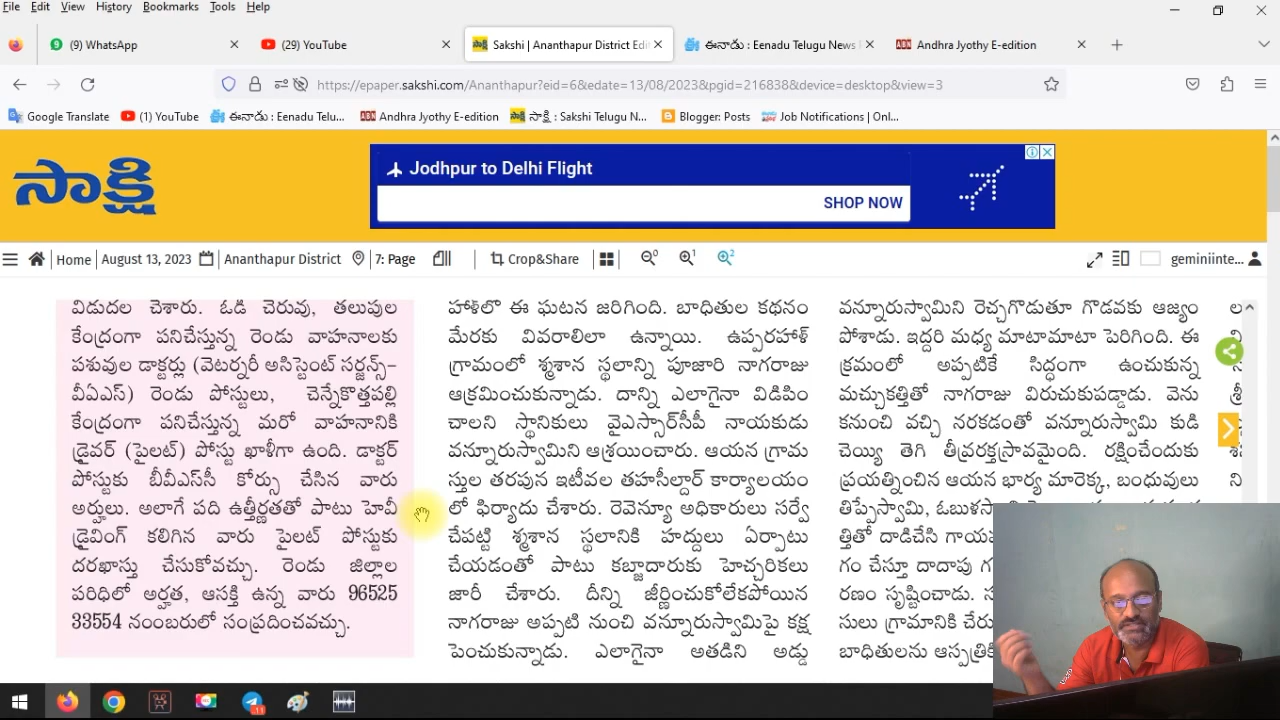 File Edit View History Bookmarks Tools Help
(9) WhatsApp
(29) YouTube
Sakshi | Ananthapur District Edi
ఈనాడు : Eenadu Telugu News
Andhra Jyothy E-edition
https://epaper.sakshi.com/Ananthapur?eid=6&edate=13/08/2023&pgid=216838&device=desktop&view=3
Google Translate
(1) YouTube
ఈనాడు : Eenadu Telu...
Andhra Jyothy E-edition
సాక్షి : Sakshi Telugu N...
Blogger: Posts
Job Notifications | Onl...
సాక్షి
Jodhpur to Delhi Flight
SHOP NOW
Home
August 13, 2023
Ananthapur District
7: Page
Crop&Share
geminiinte...
విడుదల చేశారు. ఓడి చెరువు, తలుపుల
కేంద్రంగా పనిచేస్తున్న రెండు వాహనాలకు
పశువుల డాక్టర్లు (వెటర్నరీ అసిస్టెంట్ సర్జన్స్–
వీఏఎస్) రెండు పోస్టులు, చెన్నేకొత్తపల్లి
కేంద్రంగా పనిచేస్తున్న మరో వాహనానికి
డ్రైవర్ (పైలట్) పోస్టు ఖాళీగా ఉంది. డాక్టర్
పోస్టుకు బీవీఎస్‌సీ కోర్సు చేసిన వారు
అర్హులు. అలాగే పది ఉత్తీర్ణతతో పాటు హెవీ
డ్రైవింగ్ కలిగిన వారు పైలట్ పోస్టుకు
దరఖాస్తు చేసుకోవచ్చు. రెండు జిల్లాల
పరిధిలో అర్హత, ఆసక్తి ఉన్న వారు 96525
33554 నంబంరులో సంప్రదించవచ్చు.
హాళ్‌లో ఈ ఘటన జరిగింది. బాధితుల కథనం
మేరకు వివరాలిలా ఉన్నాయి. ఉప్పరహాళ్
గ్రామంలో శ్మశాన స్థలాన్ని పూజారి నాగరాజు
ఆక్రమించుకున్నాడు. దాన్ని ఎలాగైనా విడిపిం
చాలని స్థానికులు వైఎస్సార్‌సీపీ నాయకుడు
వన్నూరుస్వామిని ఆశ్రయించారు. ఆయన గ్రామ
స్తుల తరపున ఇటీవల తహసీల్దార్ కార్యాలయం
లో ఫిర్యాదు చేశారు. రెవెన్యూ అధికారులు సర్వే
చేపట్టి శ్మశాన స్థలానికి హద్దులు ఏర్పాటు
చేయడంతో పాటు కబ్జాదారుకు హెచ్చరికలు
జారీ చేశారు. దీన్ని జీర్ణించుకోలేకపోయిన
నాగరాజు అప్పటి నుంచి వన్నూరుస్వామిపై కక్ష
పెంచుకున్నాడు. ఎలాగైనా అతడిని అడ్డు
వన్నూరుస్వామిని రెచ్చగొడుతూ గొడవకు ఆజ్యం
పోశాడు. ఇద్దరి మధ్య మాటామాటా పెరిగింది. ఈ
క్రమంలో అప్పటికే సిద్ధంగా ఉంచుకున్న
మచ్చుకత్తితో నాగరాజు విరుచుకుపడ్డాడు. వెను
కనుంచి వచ్చి నరకడంతో వన్నూరుస్వామి కుడి
చెయ్యి తెగి తీవ్రరక్తస్రావమైంది. రక్షించేందుకు
ప్రయత్నించిన ఆయన భార్య మారెక్క, బంధువులు
తిప్పేస్వామి, ఓబుళస్వా
త్తితో దాడిచేసి గాయ
గం చేస్తూ దాదాపు గ
రణం సృష్టించాడు. స
సులు గ్రామానికి చేరు
బాధితులను ఆస్పత్రికి